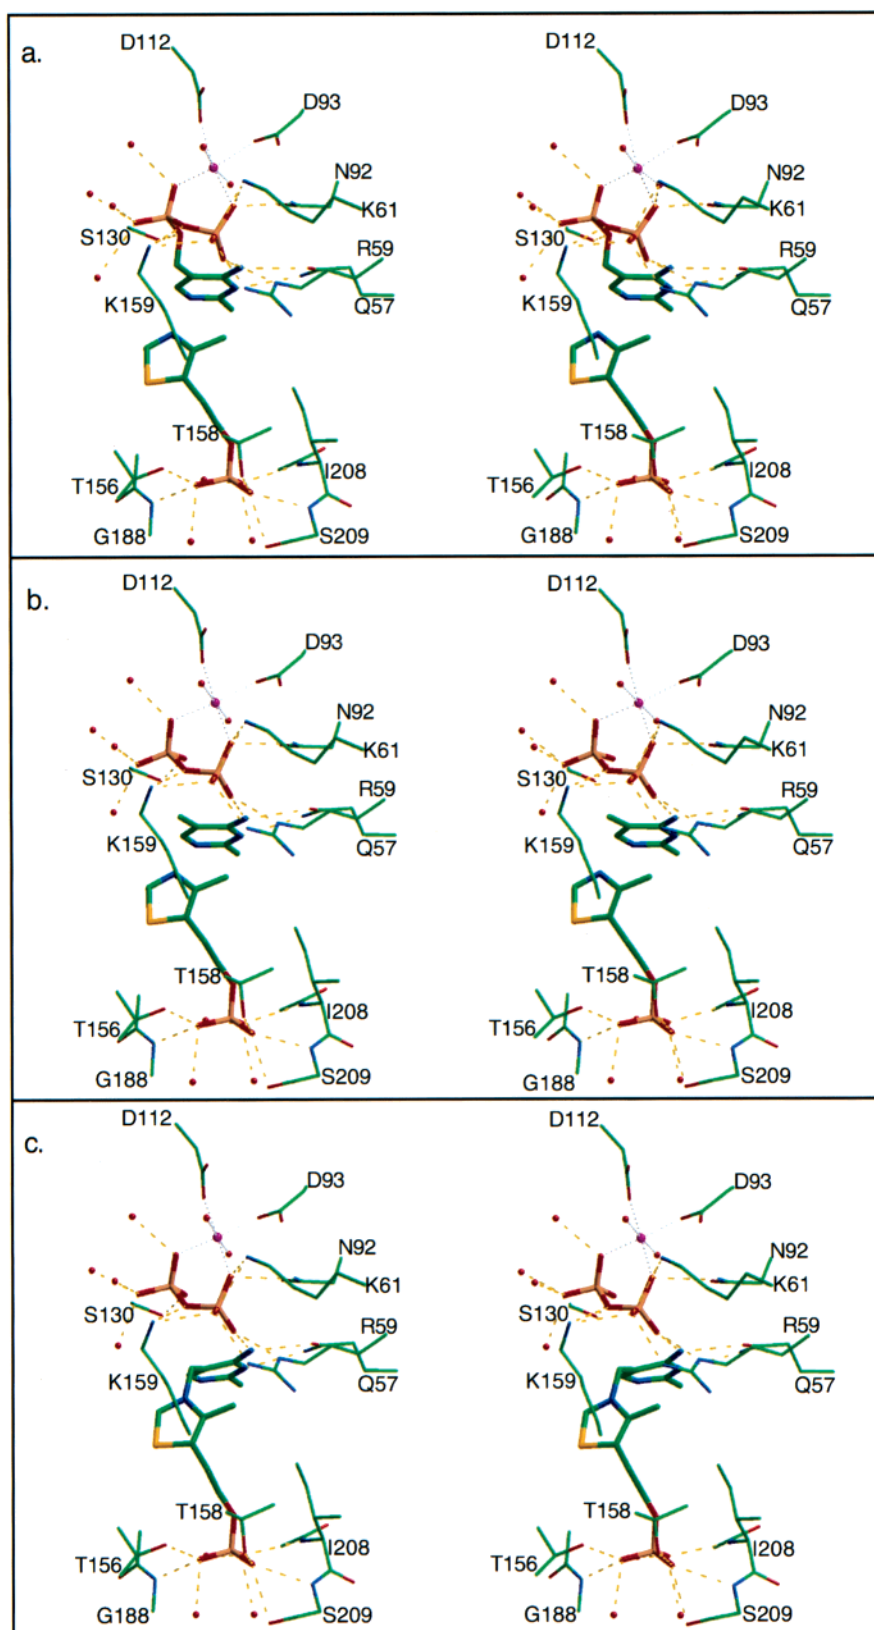 a.
D112
D93
N92
K61
S130
R59
K159
Q57
T158
T156
I208
G188
S209
D112
D93
N92
K61
S130
R59
K159
Q57
T158
T156
I208
G188
S209
b.
D112
D93
N92
K61
S130
R59
K159
Q57
T158
T156
I208
G188
S209
D112
D93
N92
K61
S130
R59
K159
Q57
T158
T156
I208
G188
S209
c.
D112
D93
N92
K61
S130
R59
K159
Q57
T158
T156
I208
G188
S209
D112
D93
N92
K61
S130
R59
K159
Q57
T158
T156
I208
G188
S209